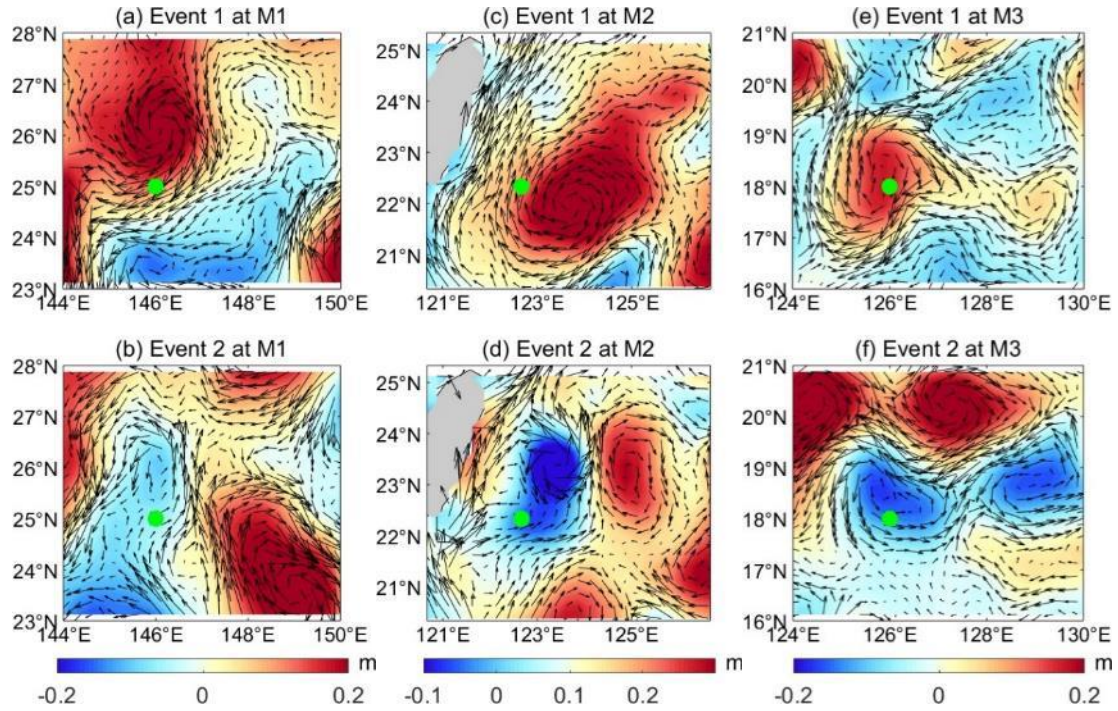 (a) Event 1 at M1
(c) Event 1 at M2
(e) Event 1 at M3
28°N
27°N
26°N
25°N
24°N
23°N
144°E
146°E
148°E
150°E
25°N
24°N
23°N
22°N
21°N
121°E
123°E
125°E
21°N
20°N
19°N
18°N
17°N
16°N
124°E
126°E
128°E
130°E
(b) Event 2 at M1
(d) Event 2 at M2
(f) Event 2 at M3
28°N
27°N
26°N
25°N
24°N
23°N
144°E
146°E
148°E
150°E
25°N
24°N
23°N
22°N
21°N
121°E
123°E
125°E
21°N
20°N
19°N
18°N
17°N
16°N
124°E
126°E
128°E
130°E
m
-0.2 0 0.2
m
-0.1 0 0.1 0.2
m
-0.2 0 0.2